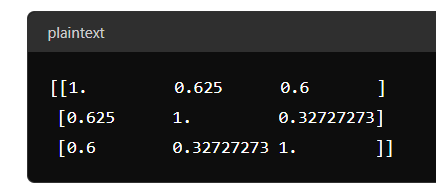 plaintext
[[1.         0.625      0.6       ]
 [0.625      1.         0.32727273]
 [0.6        0.32727273 1.        ]]